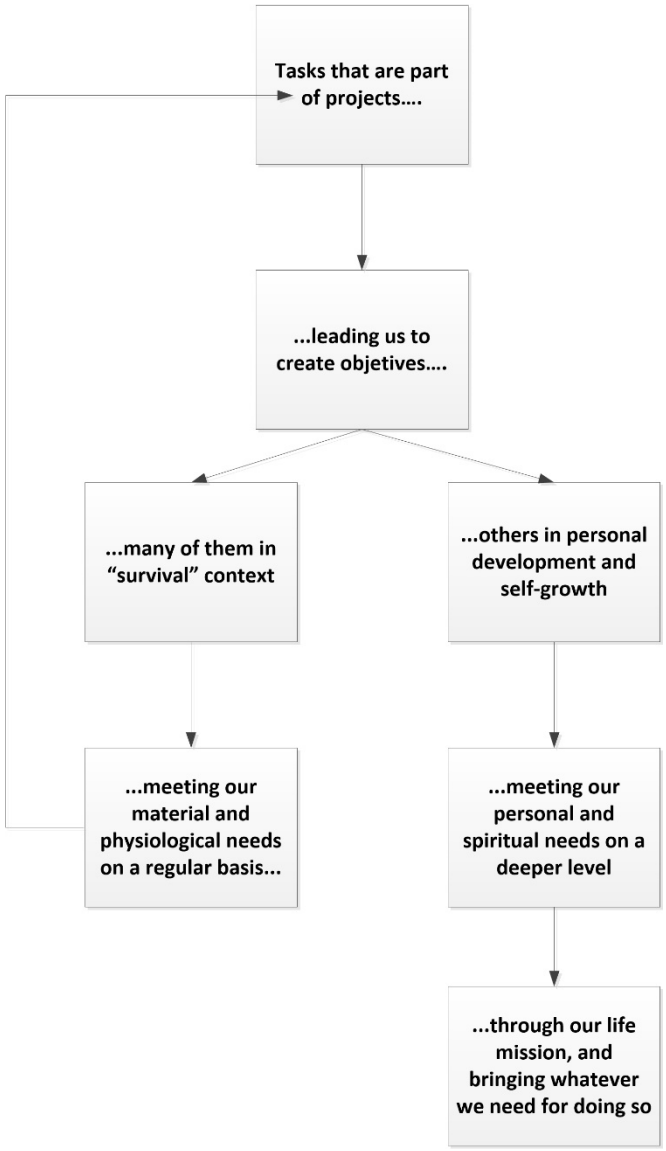 Tasks that are part
of projects….
...leading us to
create objetives….
...many of them in
“survival” context
...others in personal
development and
self-growth
...meeting our
material and
physiological needs
on a regular basis...
...meeting our
personal and
spiritual needs on a
deeper level
...through our life
mission, and
bringing whatever
we need for doing so